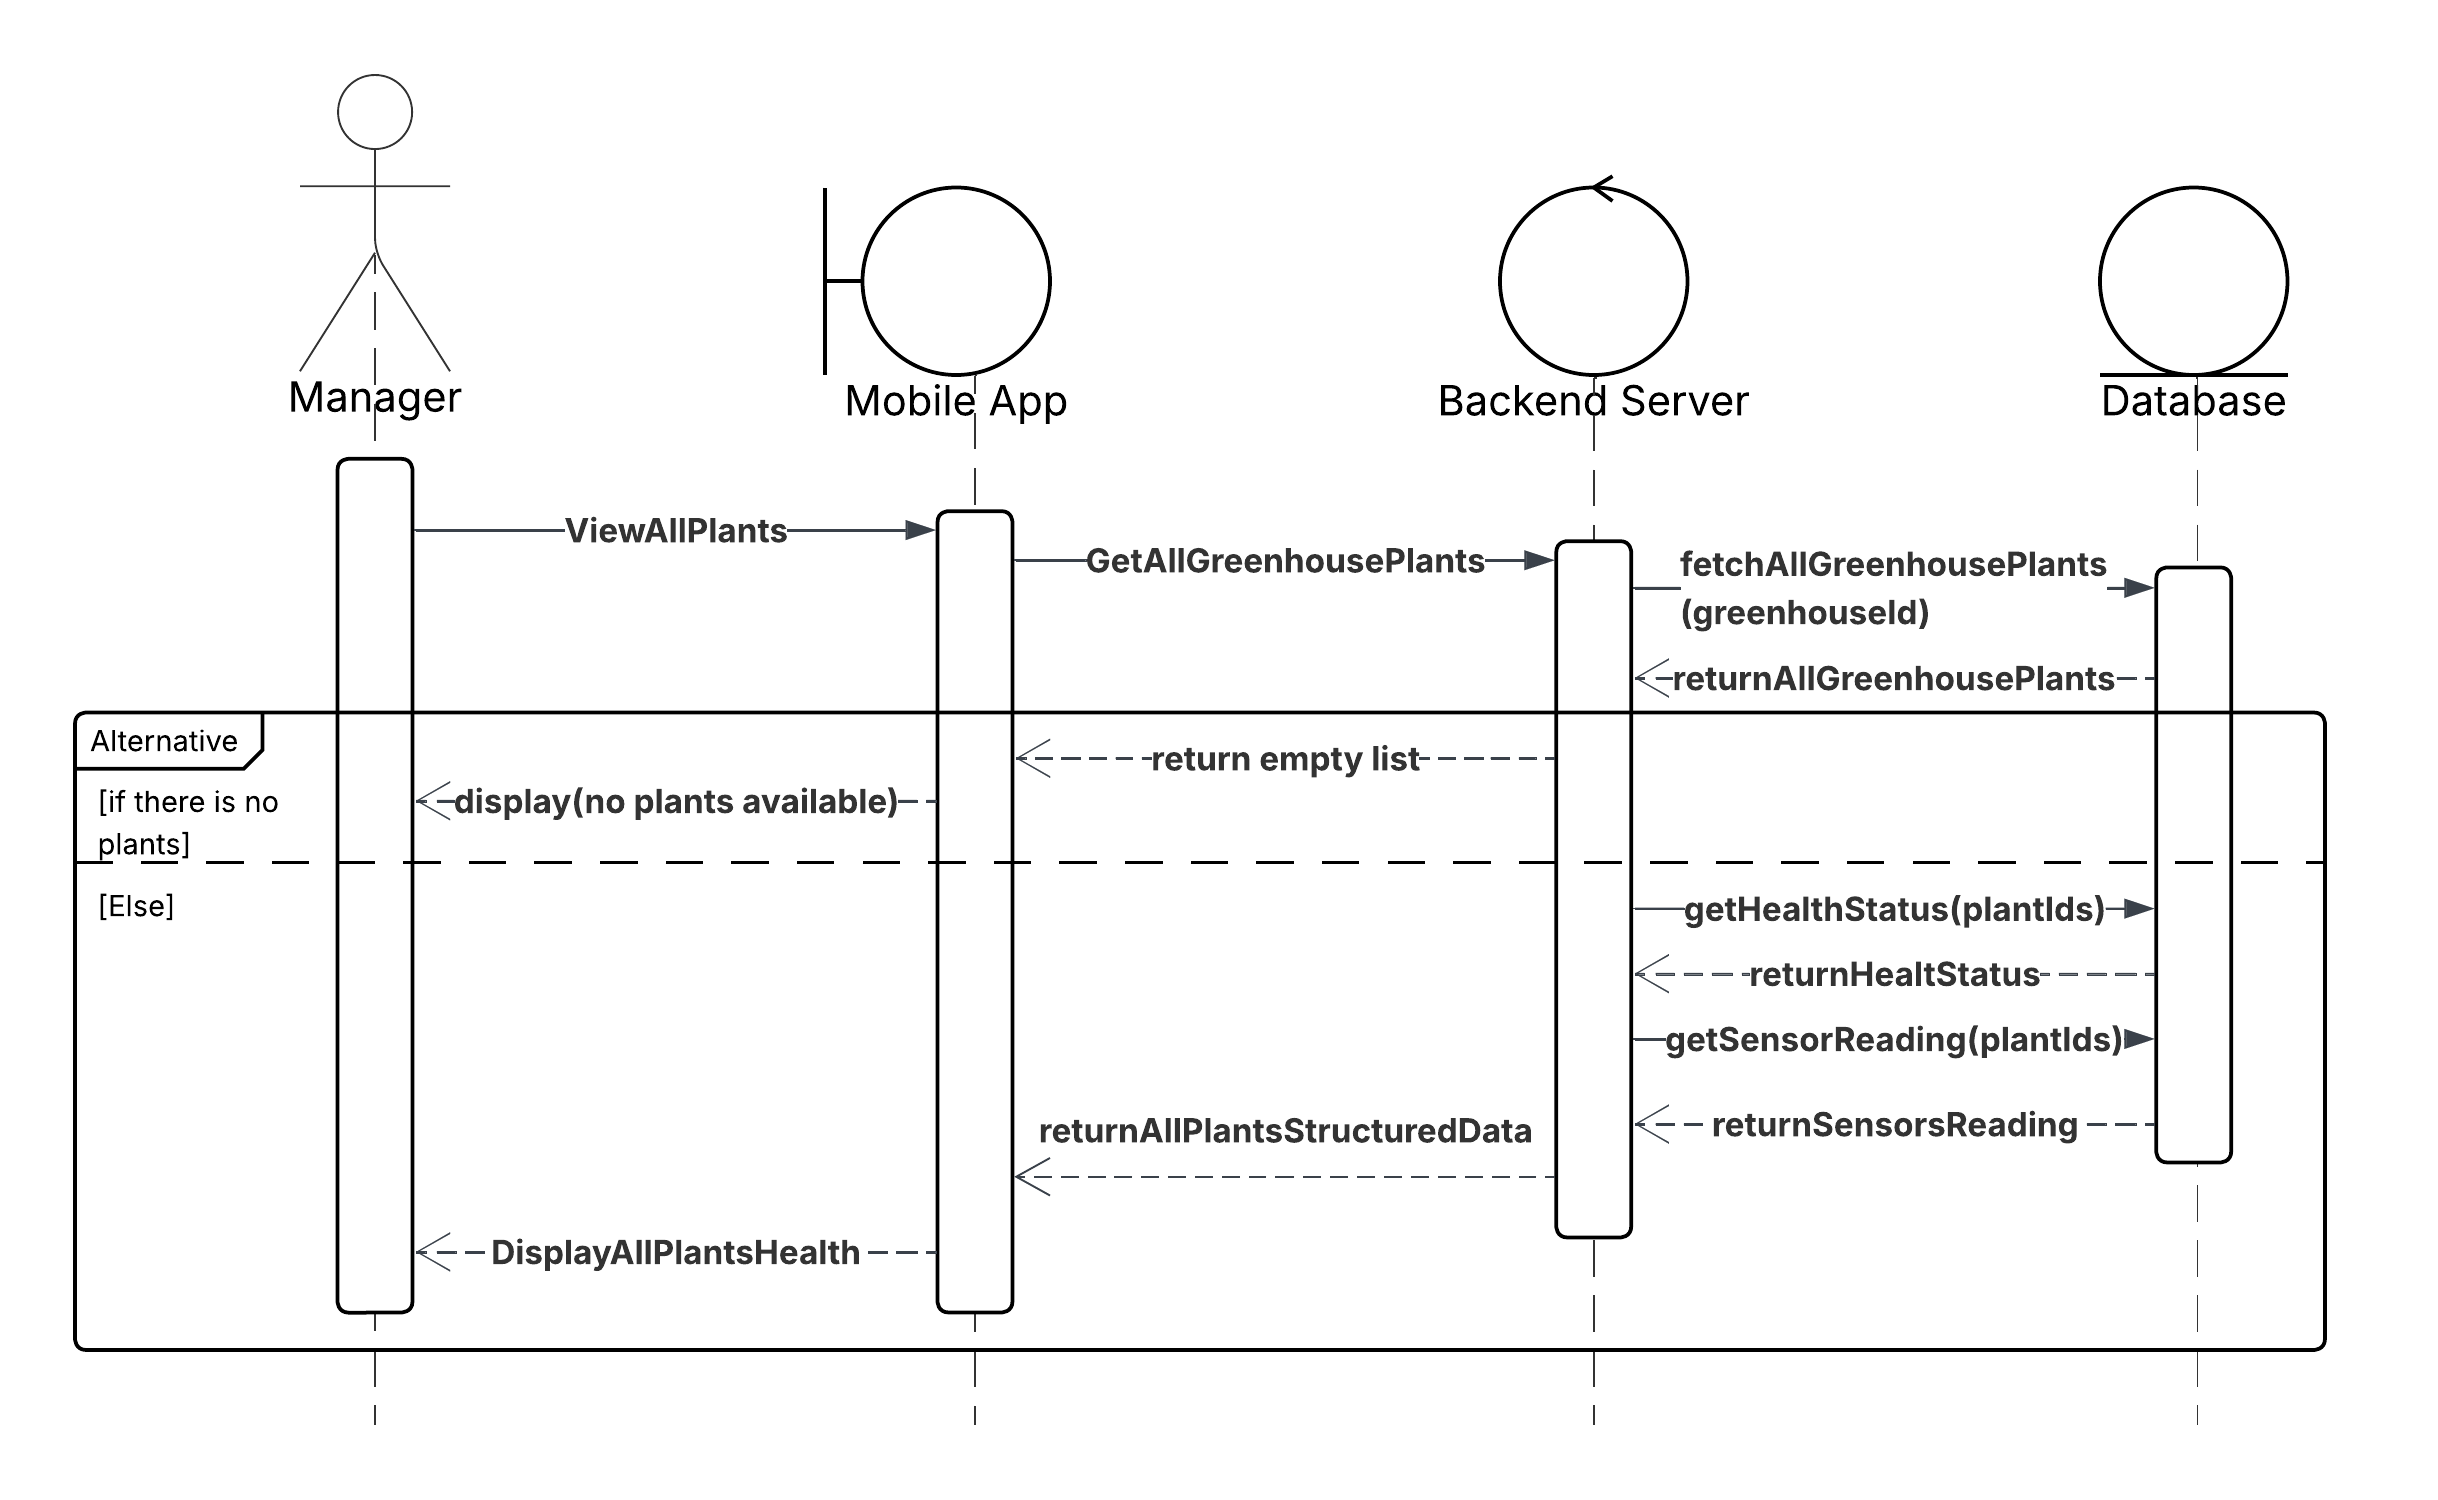 Manager
Mobile App
Backend Server
Database
ViewAllPlants
GetAllGreenhousePlants
fetchAllGreenhousePlants
(greenhouseId)
returnAllGreenhousePlants
Alternative
return empty list
[if there is no
plants]
display(no plants available)
[Else]
getHealthStatus(plantIds)
returnHealtStatus
getSensorReading(plantIds)
returnSensorsReading
returnAllPlantsStructuredData
DisplayAllPlantsHealth